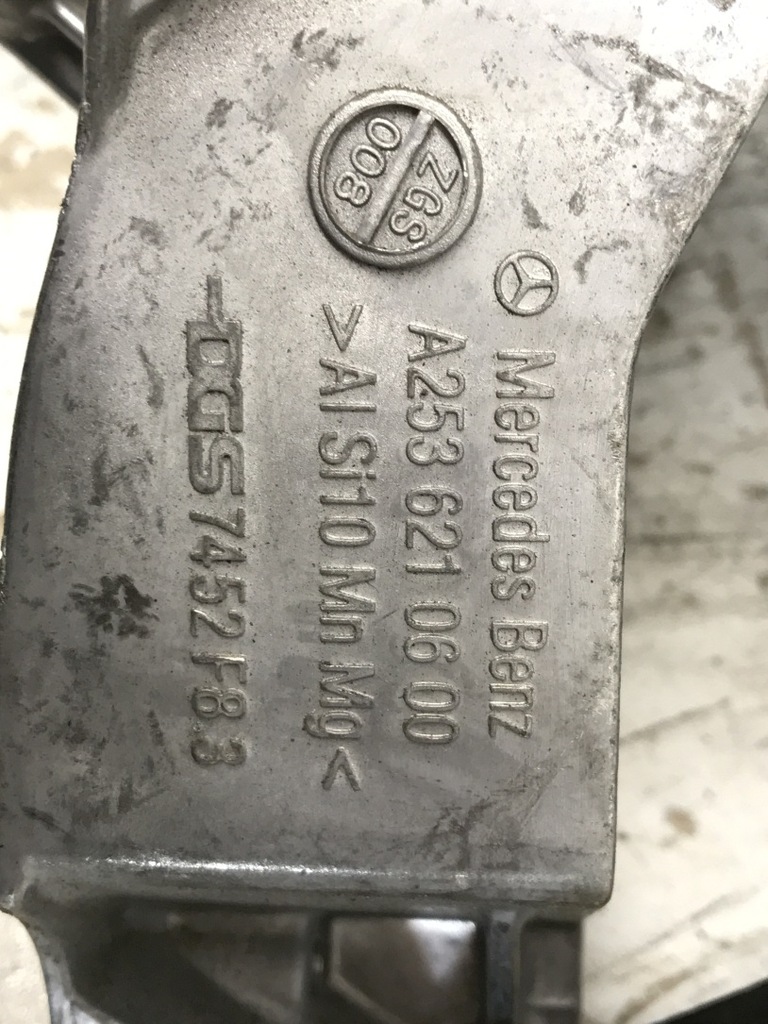 ZGS
008
Mercedes Benz
A253 621 06 00
>Al Si10 Mn Mg<
DGS 7452 F8.3